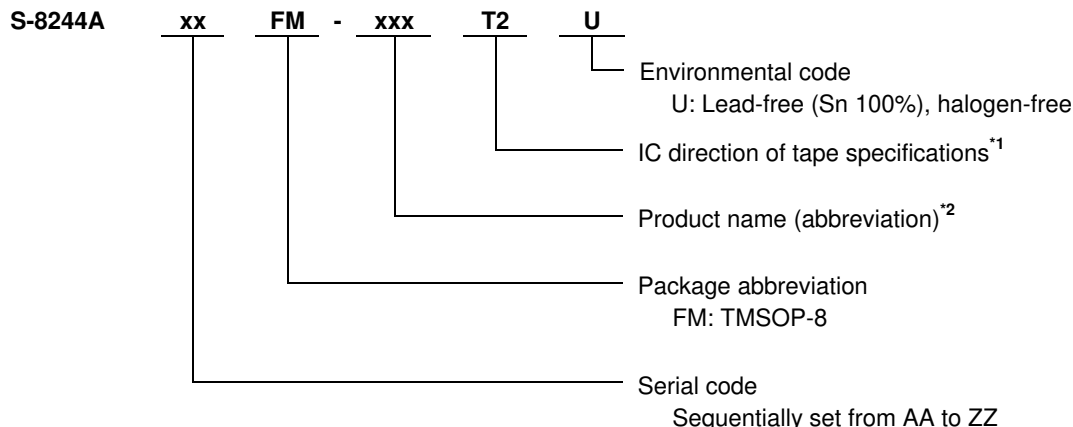 S-8244A xx FM - xxx T2 U
Environmental code
U: Lead-free (Sn 100%), halogen-free
IC direction of tape specifications*1
Product name (abbreviation)*2
Package abbreviation
FM: TMSOP-8
Serial code
Sequentially set from AA to ZZ